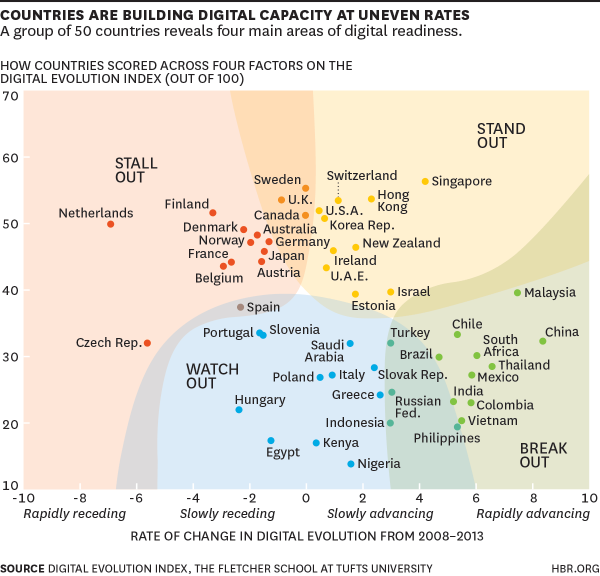 COUNTRIES ARE BUILDING DIGITAL CAPACITY AT UNEVEN RATES
A group of 50 countries reveals four main areas of digital readiness.
HOW COUNTRIES SCORED ACROSS FOUR FACTORS ON THE
DIGITAL EVOLUTION INDEX (OUT OF 100)
70
60
50
40
30
20
10
STALL
OUT
STAND
OUT
WATCH
OUT
BREAK
OUT
Sweden
Switzerland
Singapore
U.K.
Hong
Kong
Finland
Netherlands
Canada
U.S.A.
Korea Rep.
Denmark
Australia
Norway
Germany
New Zealand
France
Japan
Ireland
Belgium
Austria
U.A.E.
Spain
Estonia
Israel
Malaysia
Czech Rep.
Portugal
Slovenia
Saudi
Arabia
Turkey
Chile
China
Brazil
South
Africa
Thailand
Poland
Italy
Slovak Rep.
Mexico
Hungary
Greece
Russian
Fed.
India
Colombia
Indonesia
Vietnam
Philippines
Egypt
Kenya
Nigeria
-10
-8
-6
-4
-2
0
2
4
6
8
10
Rapidly receding
Slowly receding
Slowly advancing
Rapidly advancing
RATE OF CHANGE IN DIGITAL EVOLUTION FROM 2008–2013
SOURCE DIGITAL EVOLUTION INDEX, THE FLETCHER SCHOOL AT TUFTS UNIVERSITY
HBR.ORG